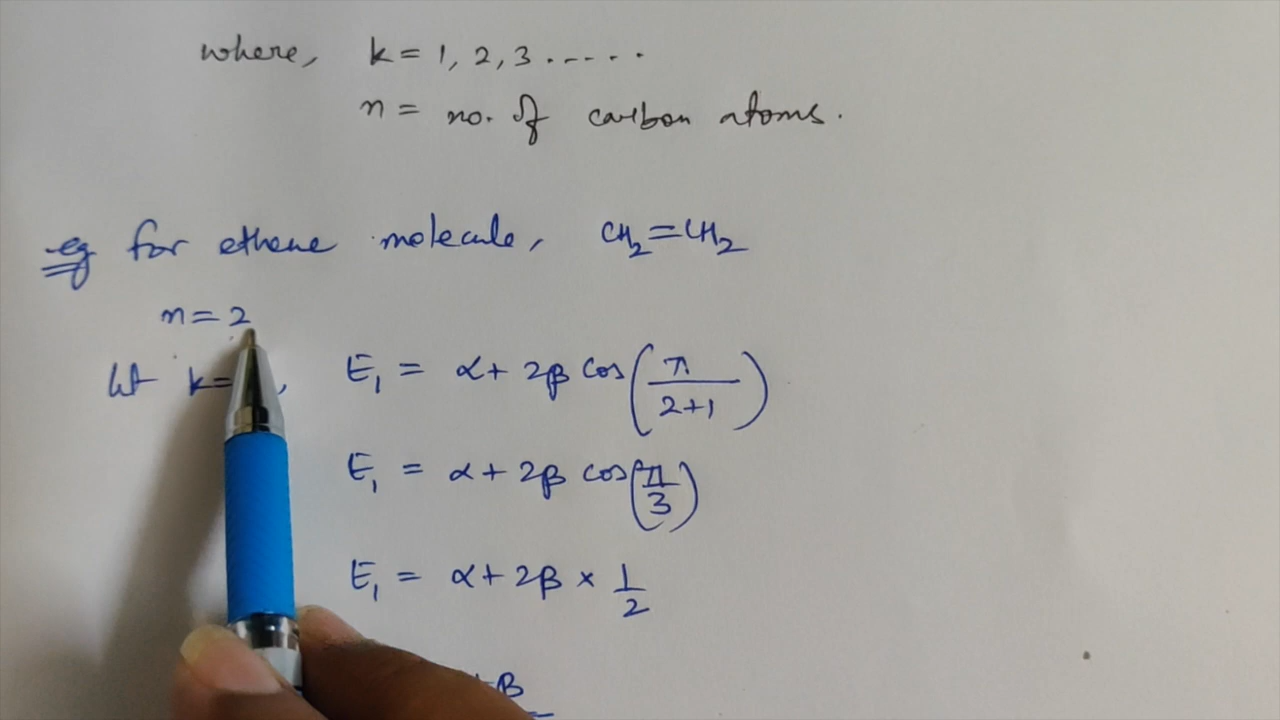 where, k = 1, 2, 3 ......
n = no. of carbon atoms.
eg for ethene molecule, CH₂=CH₂
n = 2
let k= , E₁ = α + 2β cos(π/(2+1))
E₁ = α + 2β cos(π/3)
E₁ = α + 2β × 1/2
+ β